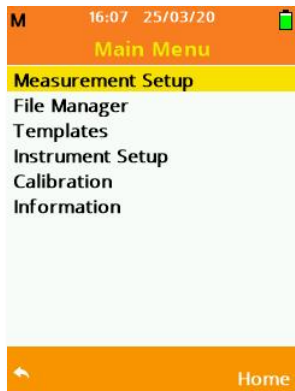 M 16:07 25/03/20
Main Menu
Measurement Setup
File Manager
Templates
Instrument Setup
Calibration
Information
Home